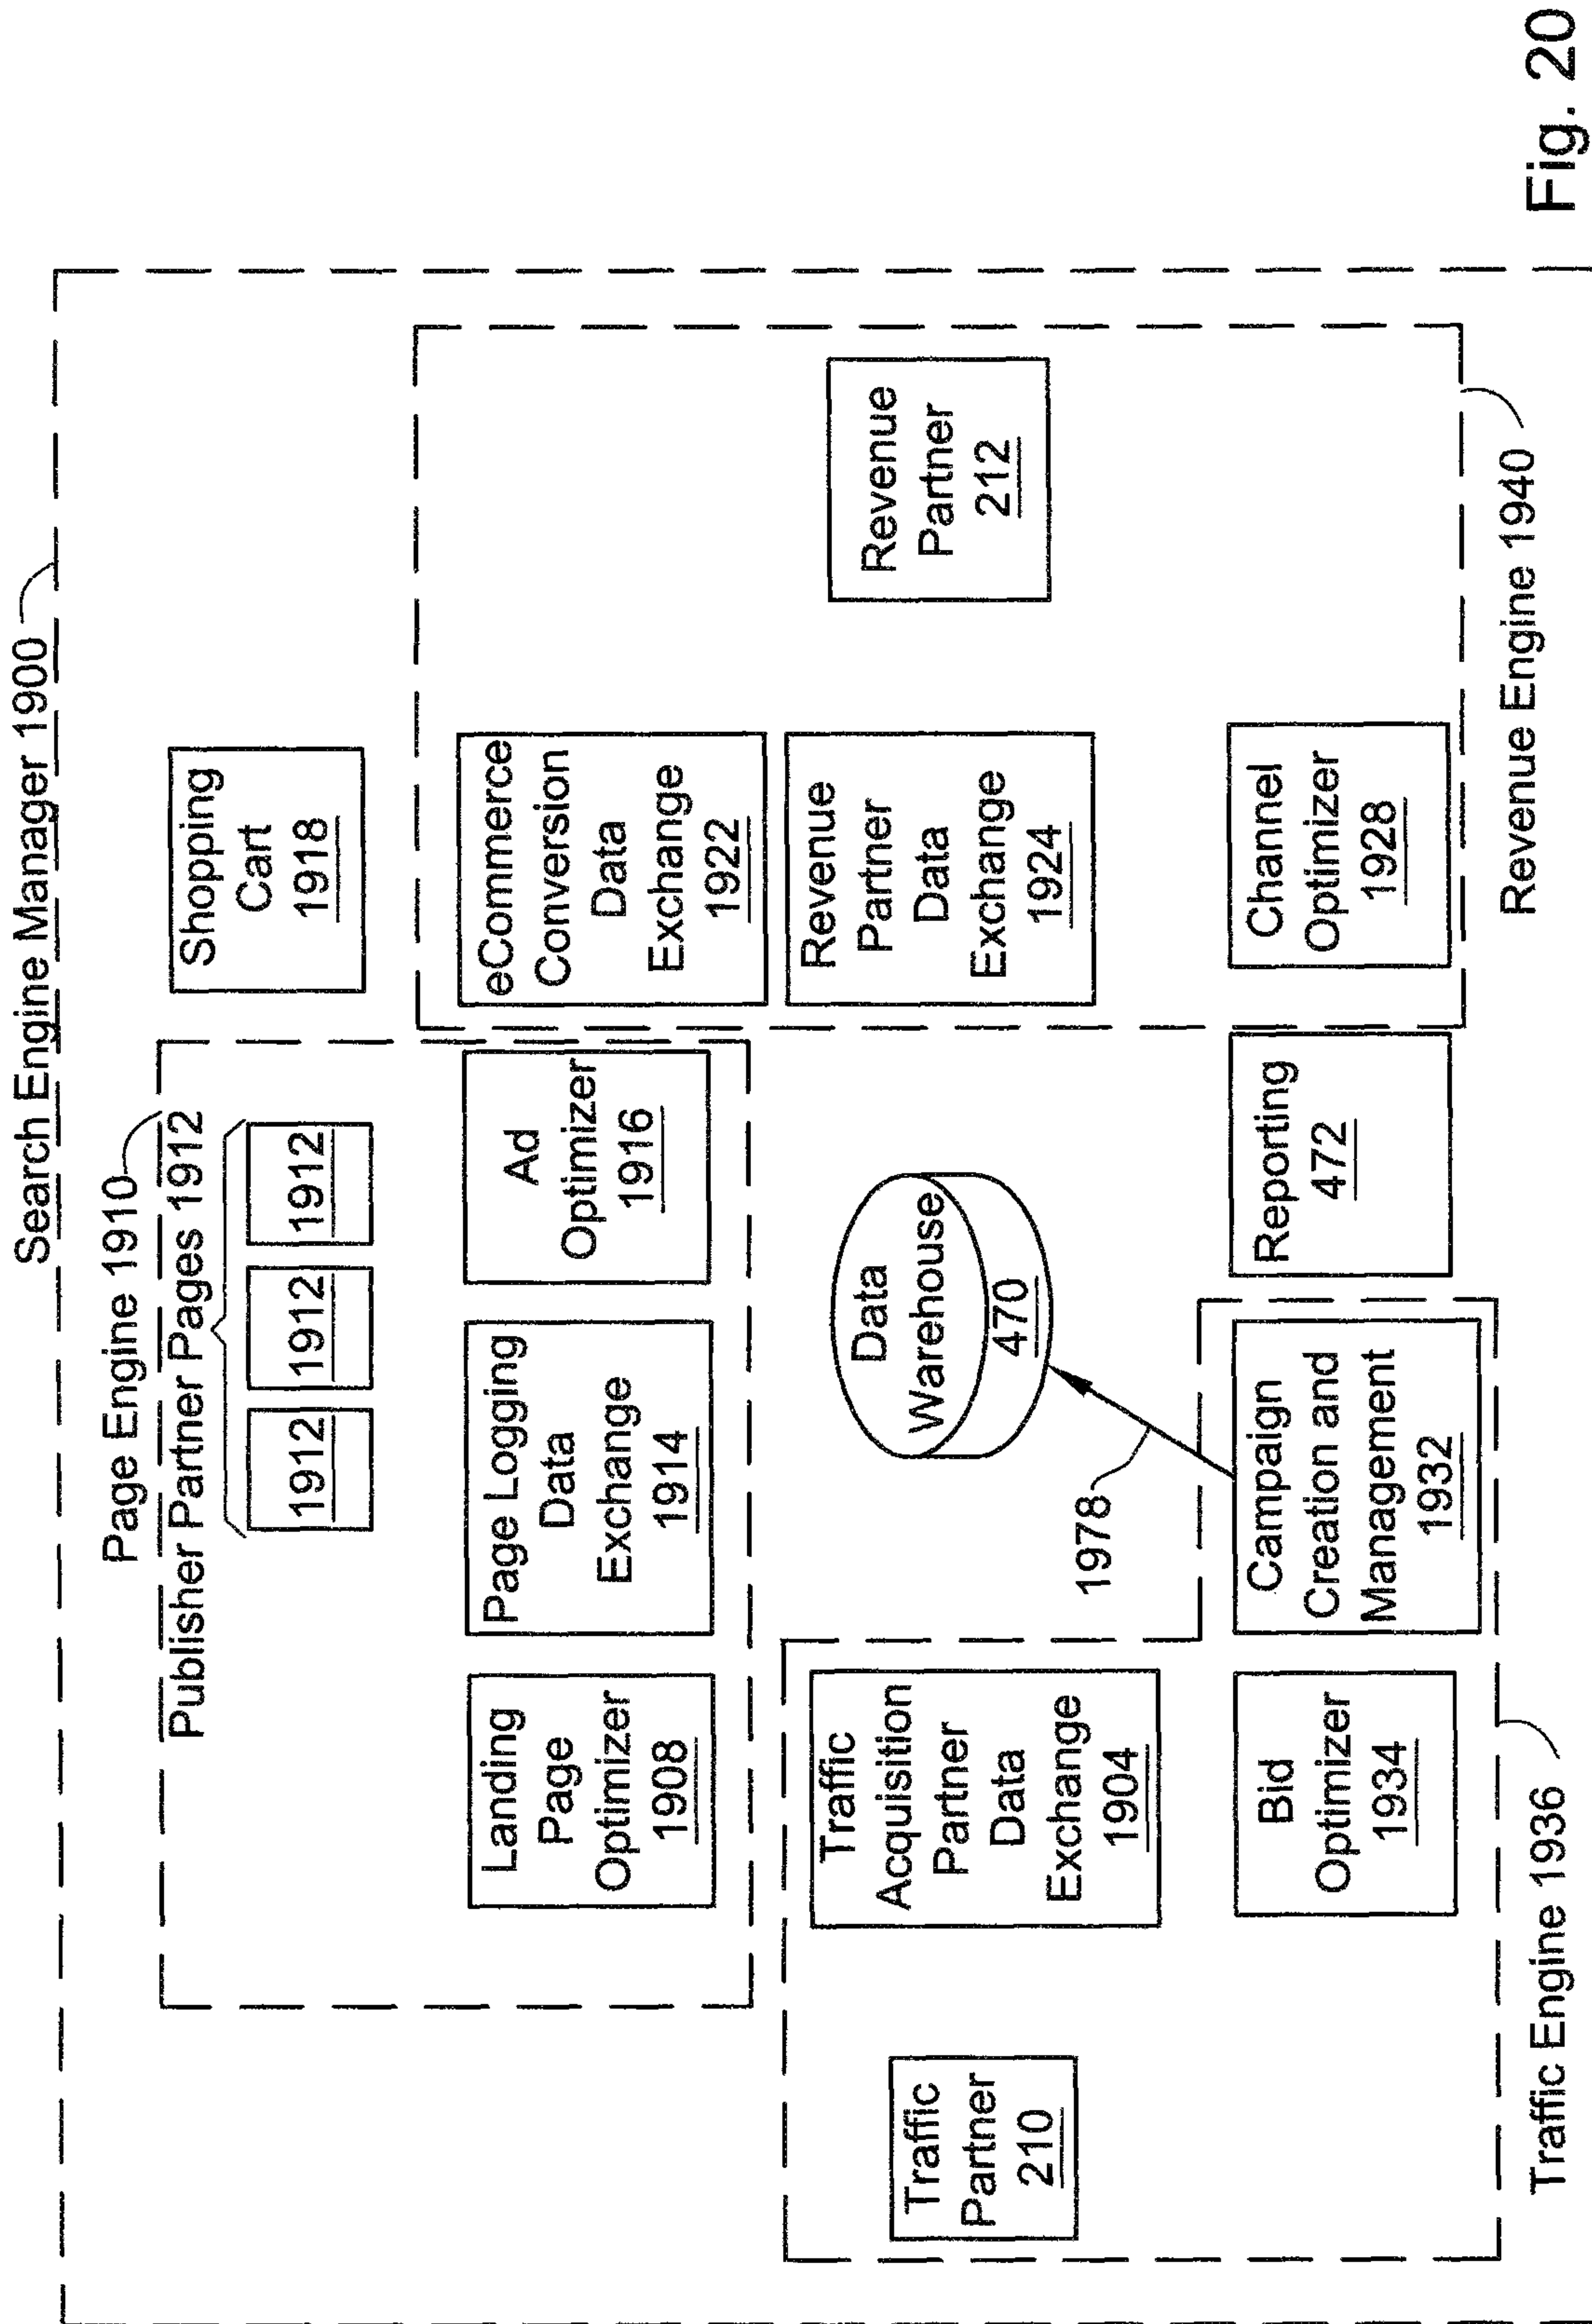 Search Engine Manager 1900
Page Engine 1910
Publisher Partner Pages 1912
1912
1912
1912
Shopping
Cart
1918
Landing
Page
Optimizer
1908
Page Logging
Data
Exchange
1914
Ad
Optimizer
1916
eCommerce
Conversion
Data
Exchange
1922
Traffic
Partner
210
Traffic
Acquisition
Partner
Data
Exchange
1904
Data
Warehouse
470
Revenue
Partner
Data
Exchange
1924
Revenue
Partner
212
1978
Bid
Optimizer
1934
Campaign
Creation and
Management
1932
Reporting
472
Channel
Optimizer
1928
Traffic Engine 1936
Revenue Engine 1940
Fig. 20